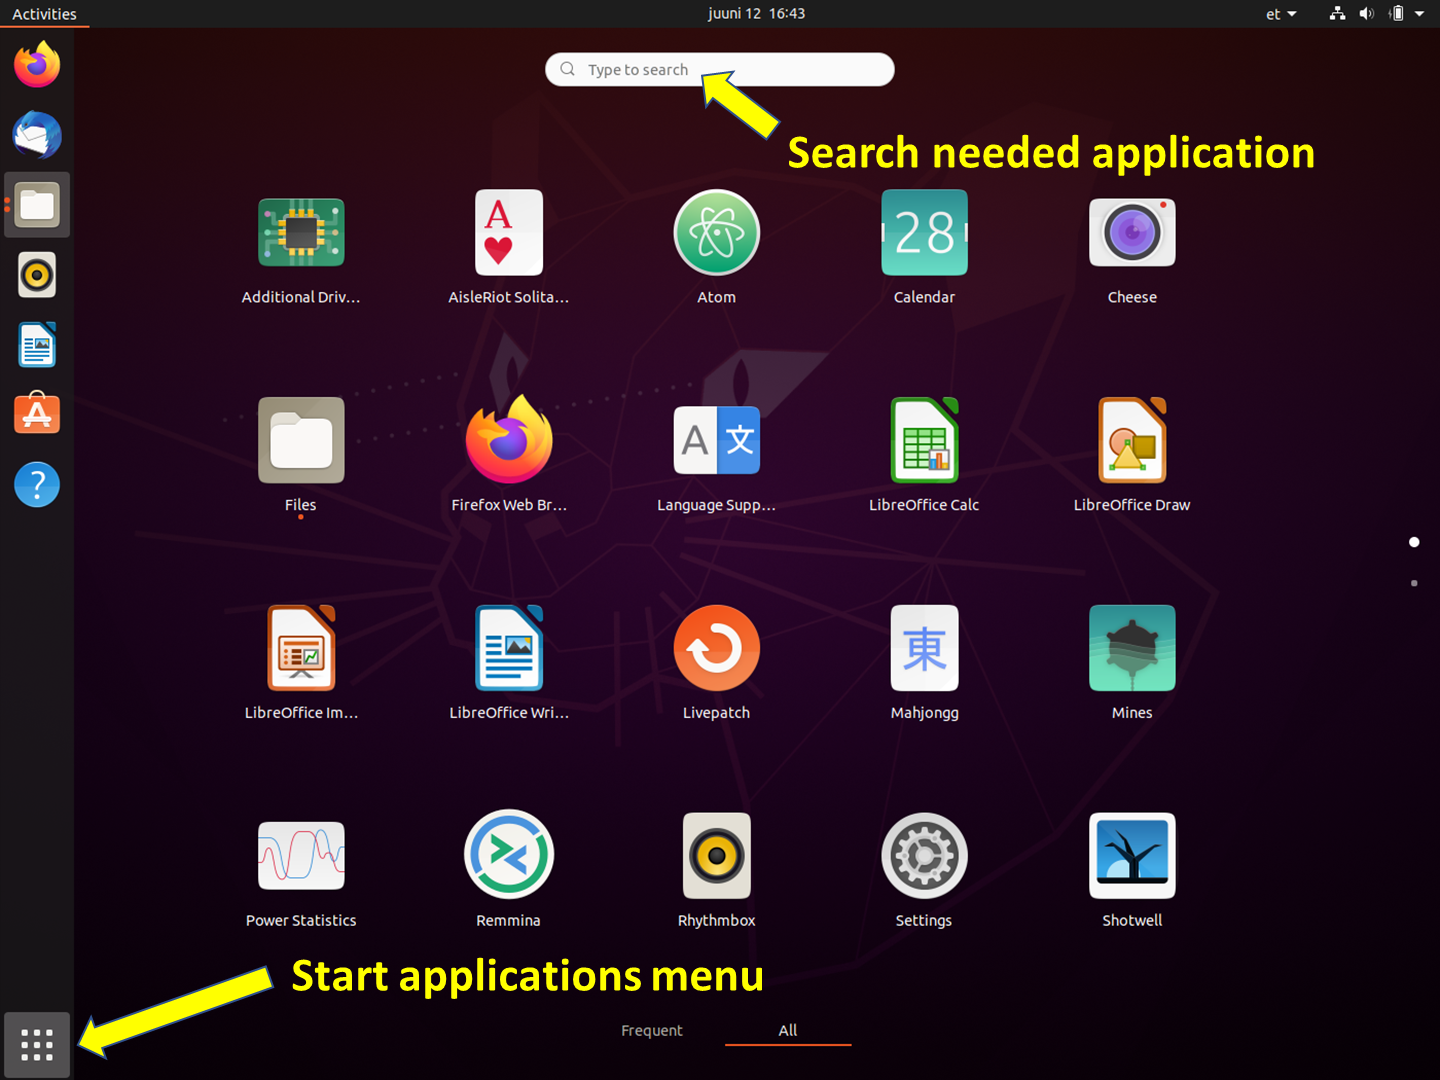 Activities
juuni 12 16:43
et
Type to search
Search needed application
A
28
Additional Driv...
AisleRiot Solita...
Atom
Calendar
Cheese
A 文
Files
Firefox Web Br...
Language Supp...
LibreOffice Calc
LibreOffice Draw
?
東
LibreOffice Im...
LibreOffice Wri...
Livepatch
Mahjongg
Mines
Power Statistics
Remmina
Rhythmbox
Settings
Shotwell
Start applications menu
Frequent
All